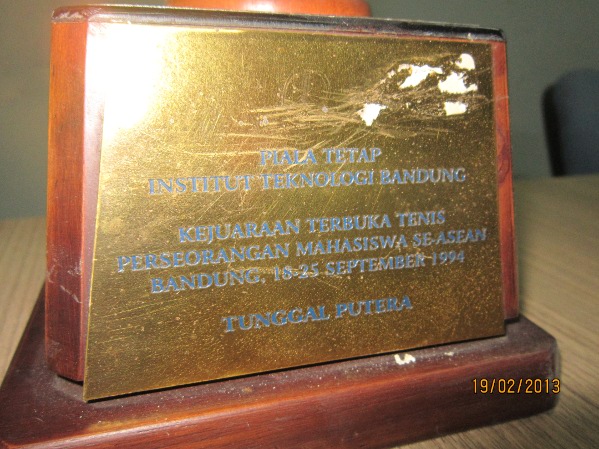 PIALA TETAP
INSTITUT TEKNOLOGI BANDUNG
KEJUARAAN TERBUKA TENIS
PERSEORANGAN MAHASISWA SE-ASEAN
BANDUNG, 18-25 SEPTEMBER 1994
TUNGGAL PUTERA
19/02/2013